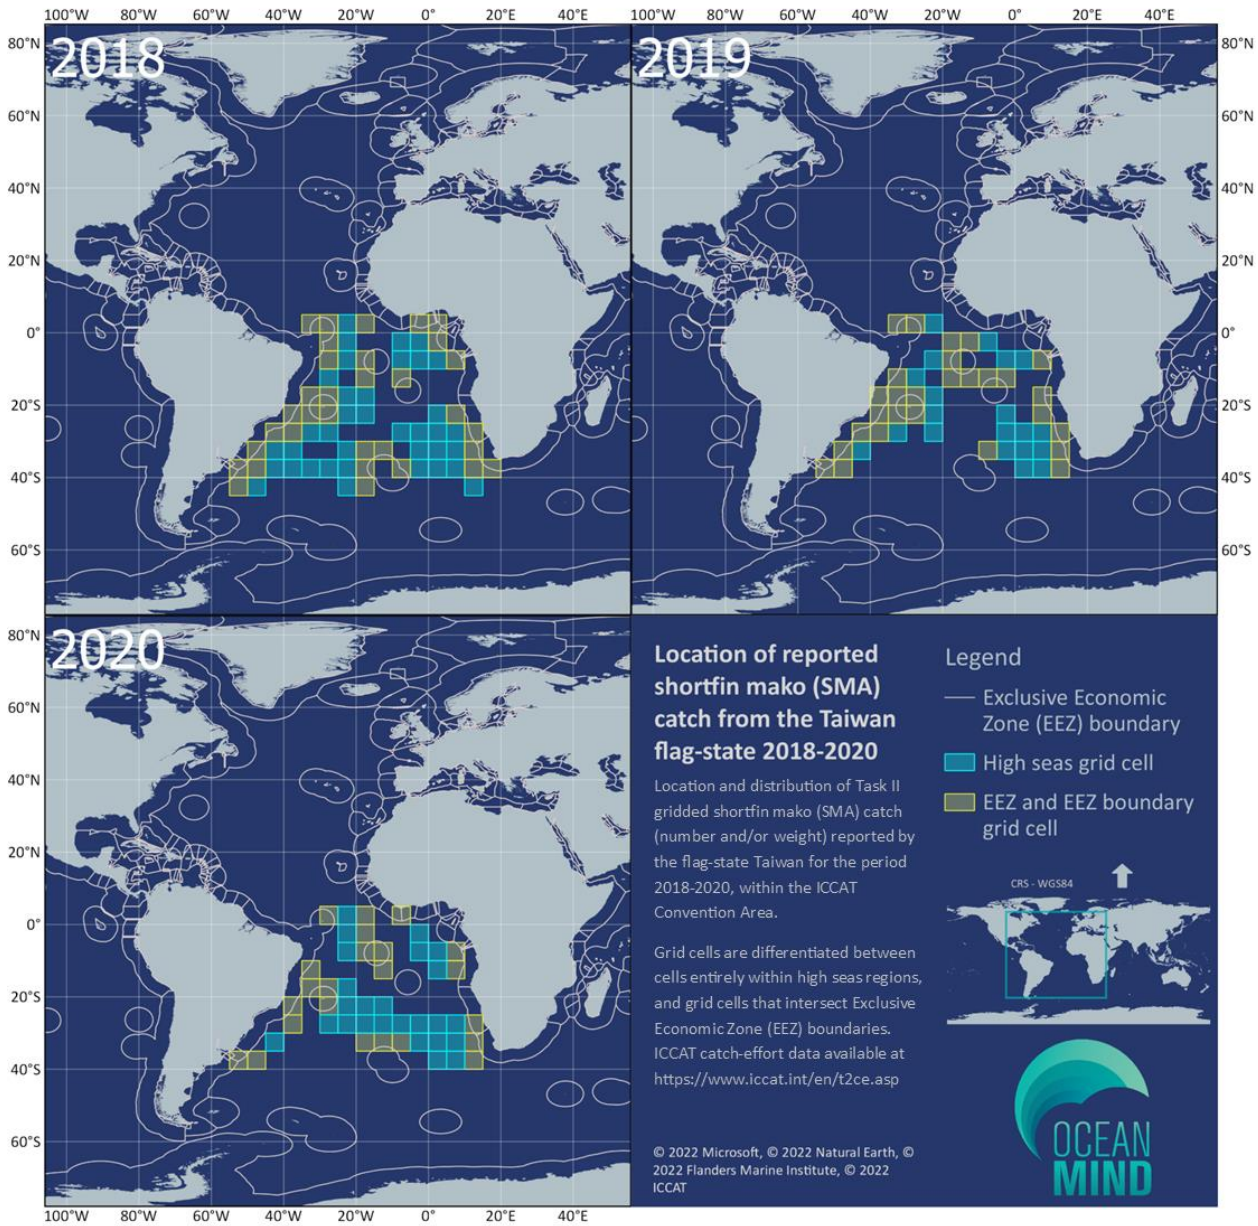 100°W 80°W 60°W 40°W 20°W 0° 20°E 40°E 100°W 80°W 60°W 40°W 20°W 0° 20°E 40°E
2018
2019
80°N
60°N
40°N
20°N
0°
20°S
40°S
60°S
80°N
60°N
40°N
20°N
0°
20°S
40°S
60°S
2020
80°N
60°N
40°N
20°N
0°
20°S
40°S
60°S
100°W 80°W 60°W 40°W 20°W 0° 20°E 40°E
Location of reported
shortfin mako (SMA)
catch from the Taiwan
flag-state 2018-2020
Location and distribution of Task II
gridded shortfin mako (SMA) catch
(number and/or weight) reported by
the flag-state Taiwan for the period
2018-2020, within the ICCAT
Convention Area.
Grid cells are differentiated between
cells entirely within high seas regions,
and grid cells that intersect Exclusive
Economic Zone (EEZ) boundaries.
ICCAT catch-effort data available at
https://www.iccat.int/en/t2ce.asp
© 2022 Microsoft, © 2022 Natural Earth, ©
2022 Flanders Marine Institute, © 2022
ICCAT
Legend
Exclusive Economic
Zone (EEZ) boundary
High seas grid cell
EEZ and EEZ boundary
grid cell
CRS - WGS84
OCEAN
MIND